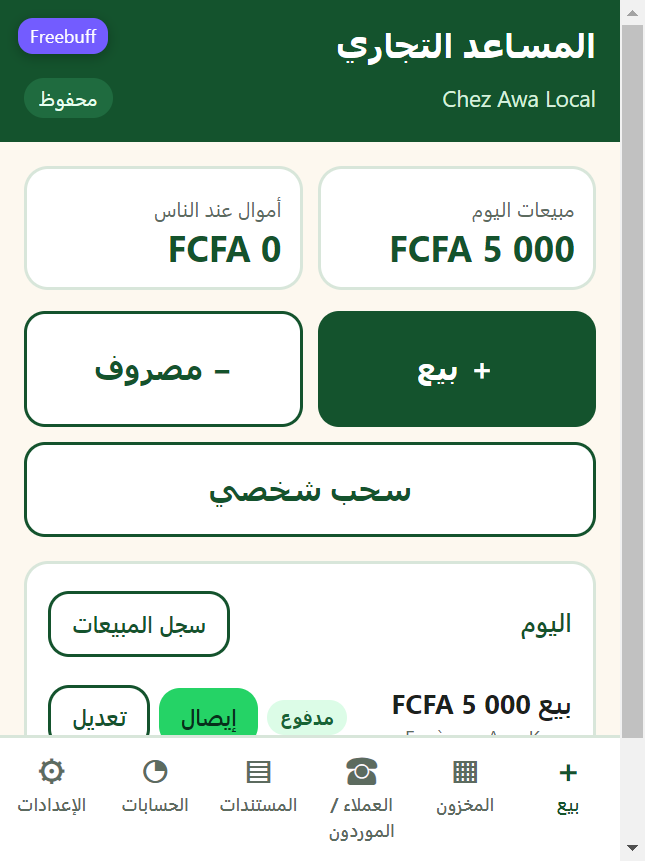 المساعد التجاري
Freebuff
Chez Awa Local
محفوظ
مبيعات اليوم
FCFA 5 000
أموال عند الناس
FCFA 0
+ بيع
− مصروف
سحب شخصي
اليوم
سجل المبيعات
بيع FCFA 5 000
مدفوع
إيصال
تعديل
+
بيع
المخزون
العملاء /
الموردون
المستندات
الحسابات
الإعدادات